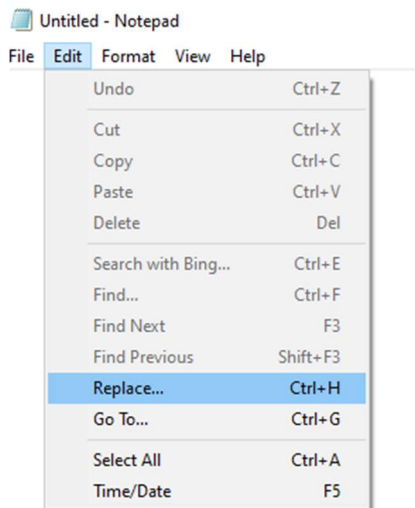 Untitled - Notepad
File Edit Format View Help
Undo Ctrl+Z
Cut Ctrl+X
Copy Ctrl+C
Paste Ctrl+V
Delete Del
Search with Bing... Ctrl+E
Find... Ctrl+F
Find Next F3
Find Previous Shift+F3
Replace... Ctrl+H
Go To... Ctrl+G
Select All Ctrl+A
Time/Date F5